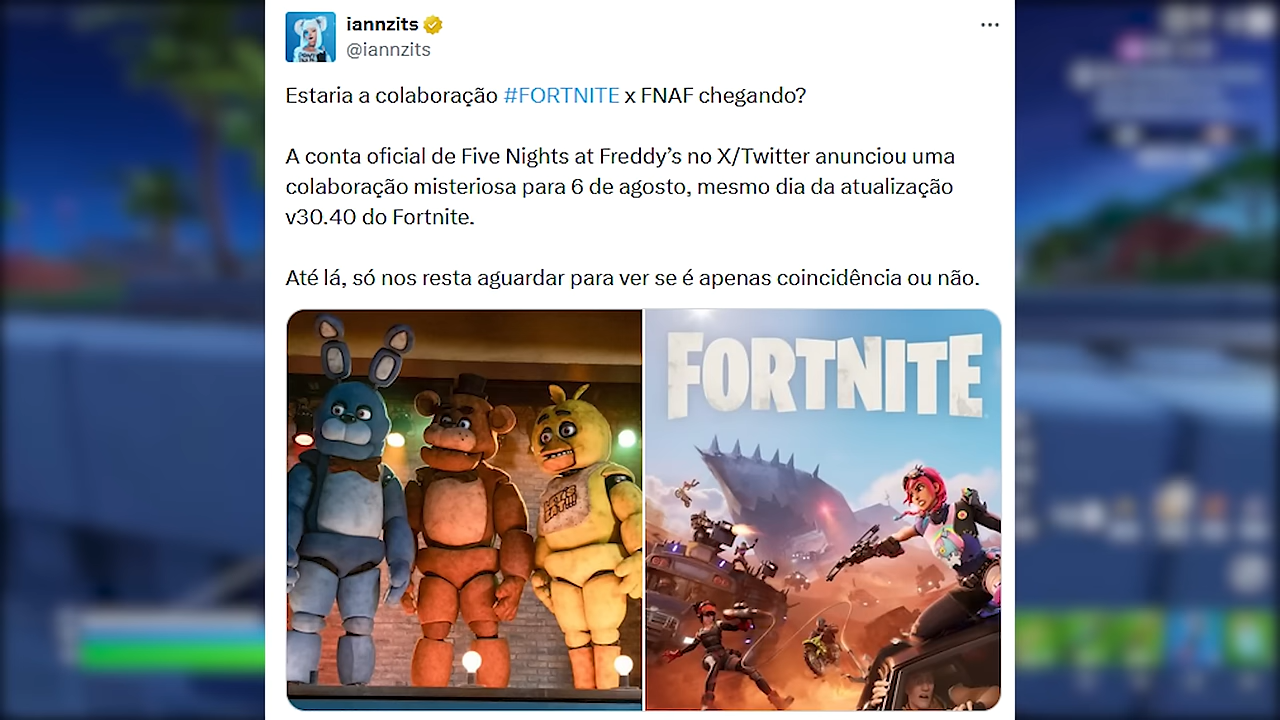 iannzits
@iannzits
Estaria a colaboração #FORTNITE x FNAF chegando?
A conta oficial de Five Nights at Freddy’s no X/Twitter anunciou uma
colaboração misteriosa para 6 de agosto, mesmo dia da atualização
v30.40 do Fortnite.
Até lá, só nos resta aguardar para ver se é apenas coincidência ou não.
LET'S
EAT!!!
FORTNITE